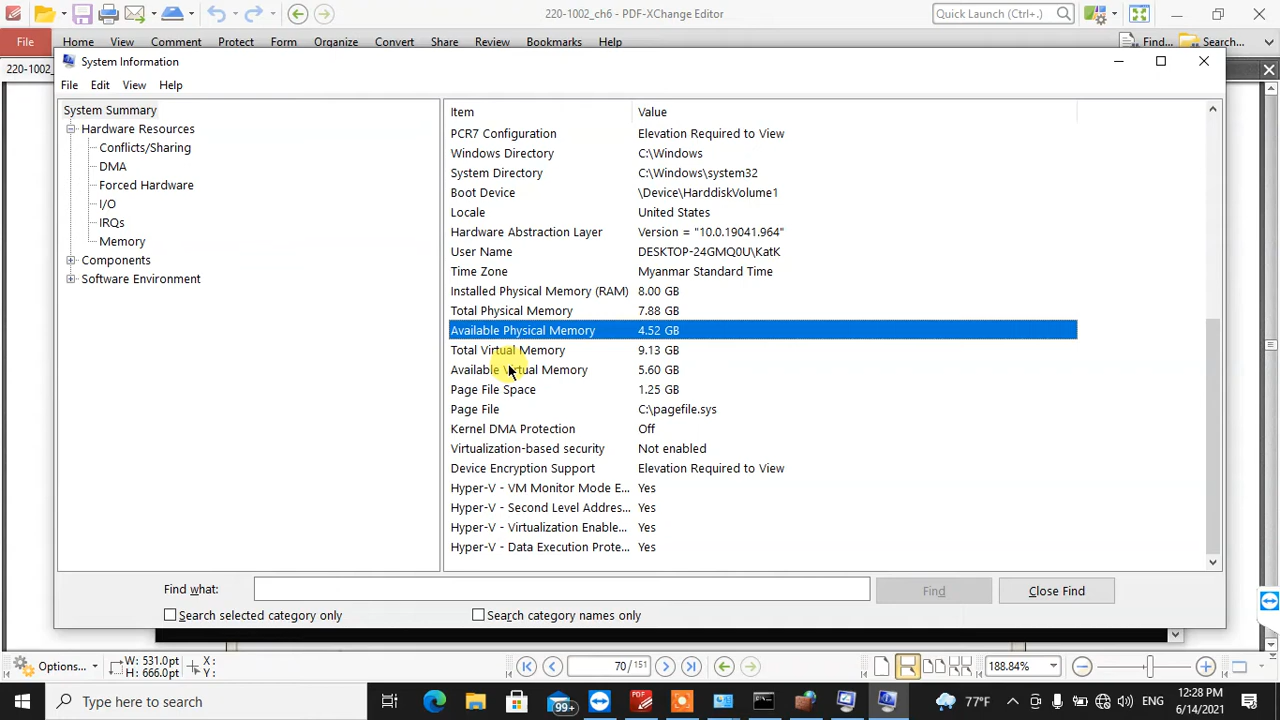 220-1002_ch6 - PDF-XChange Editor
Quick Launch (Ctrl+.)
File Home View Comment Protect Form Organize Convert Share Review Bookmarks Help Find... Search...
220-1002_
System Information
File Edit View Help
System Summary
Hardware Resources
Conflicts/Sharing
DMA
Forced Hardware
I/O
IRQs
Memory
Components
Software Environment
Item Value
PCR7 Configuration Elevation Required to View
Windows Directory C:\Windows
System Directory C:\Windows\system32
Boot Device \Device\HarddiskVolume1
Locale United States
Hardware Abstraction Layer Version = "10.0.19041.964"
User Name DESKTOP-24GMQ0U\KatK
Time Zone Myanmar Standard Time
Installed Physical Memory (RAM) 8.00 GB
Total Physical Memory 7.88 GB
Available Physical Memory 4.52 GB
Total Virtual Memory 9.13 GB
Available Virtual Memory 5.60 GB
Page File Space 1.25 GB
Page File C:\pagefile.sys
Kernel DMA Protection Off
Virtualization-based security Not enabled
Device Encryption Support Elevation Required to View
Hyper-V - VM Monitor Mode E... Yes
Hyper-V - Second Level Addres... Yes
Hyper-V - Virtualization Enable... Yes
Hyper-V - Data Execution Prote... Yes
Find what: Find Close Find
Search selected category only Search category names only
Options... W: 531.0pt X:
H: 666.0pt Y:
70 / 151
188.84%
Type here to search
99+
77°F
ENG
12:28 PM
6/14/2021